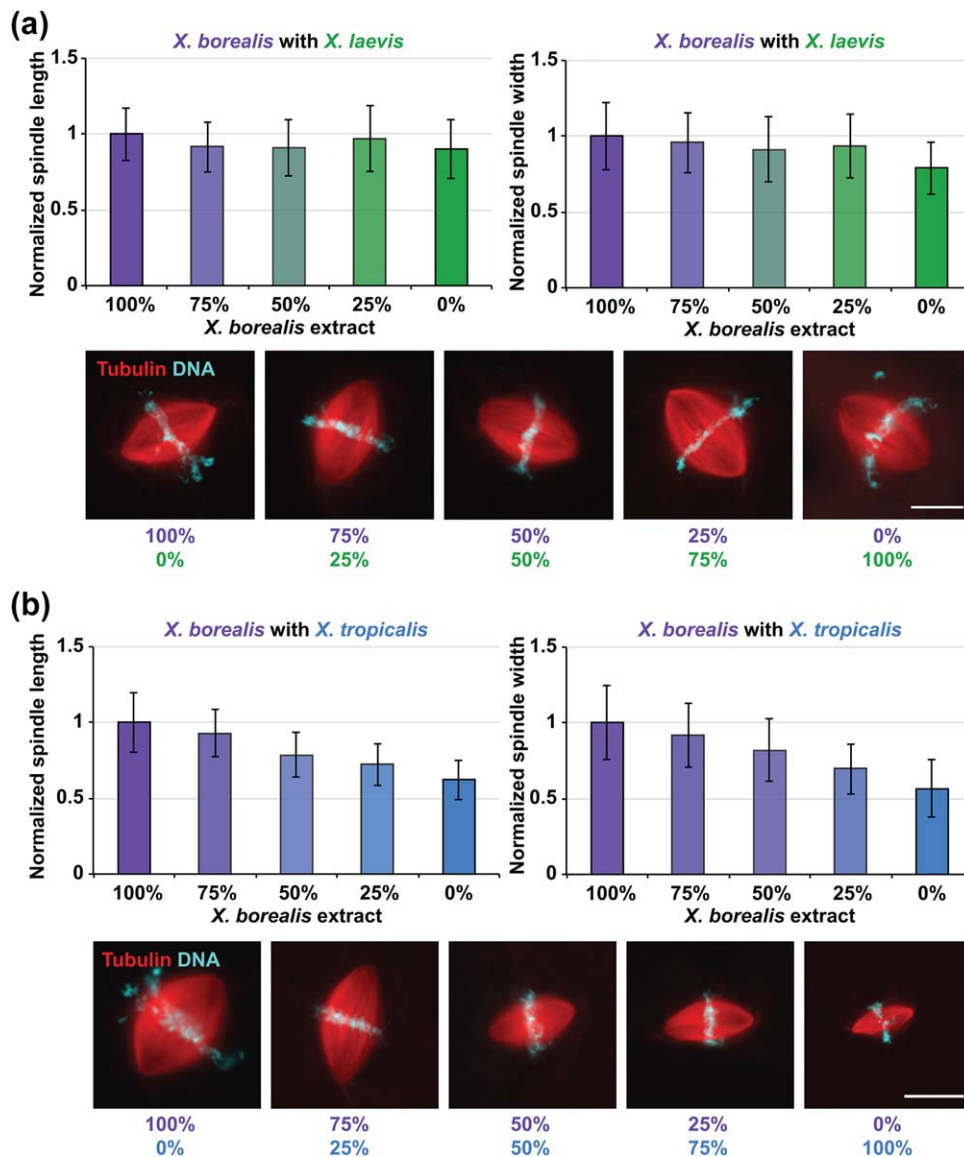 (a)
X. borealis with X. laevis
Normalized spindle length
1.5
1
0.5
0
100% 75% 50% 25% 0%
X. borealis extract
X. borealis with X. laevis
Normalized spindle width
1.5
1
0.5
0
100% 75% 50% 25% 0%
X. borealis extract
Tubulin DNA
100% 75% 50% 25% 0%
0% 25% 50% 75% 100%
(b)
X. borealis with X. tropicalis
Normalized spindle length
1.5
1
0.5
0
100% 75% 50% 25% 0%
X. borealis extract
X. borealis with X. tropicalis
Normalized spindle width
1.5
1
0.5
0
100% 75% 50% 25% 0%
X. borealis extract
Tubulin DNA
100% 75% 50% 25% 0%
0% 25% 50% 75% 100%